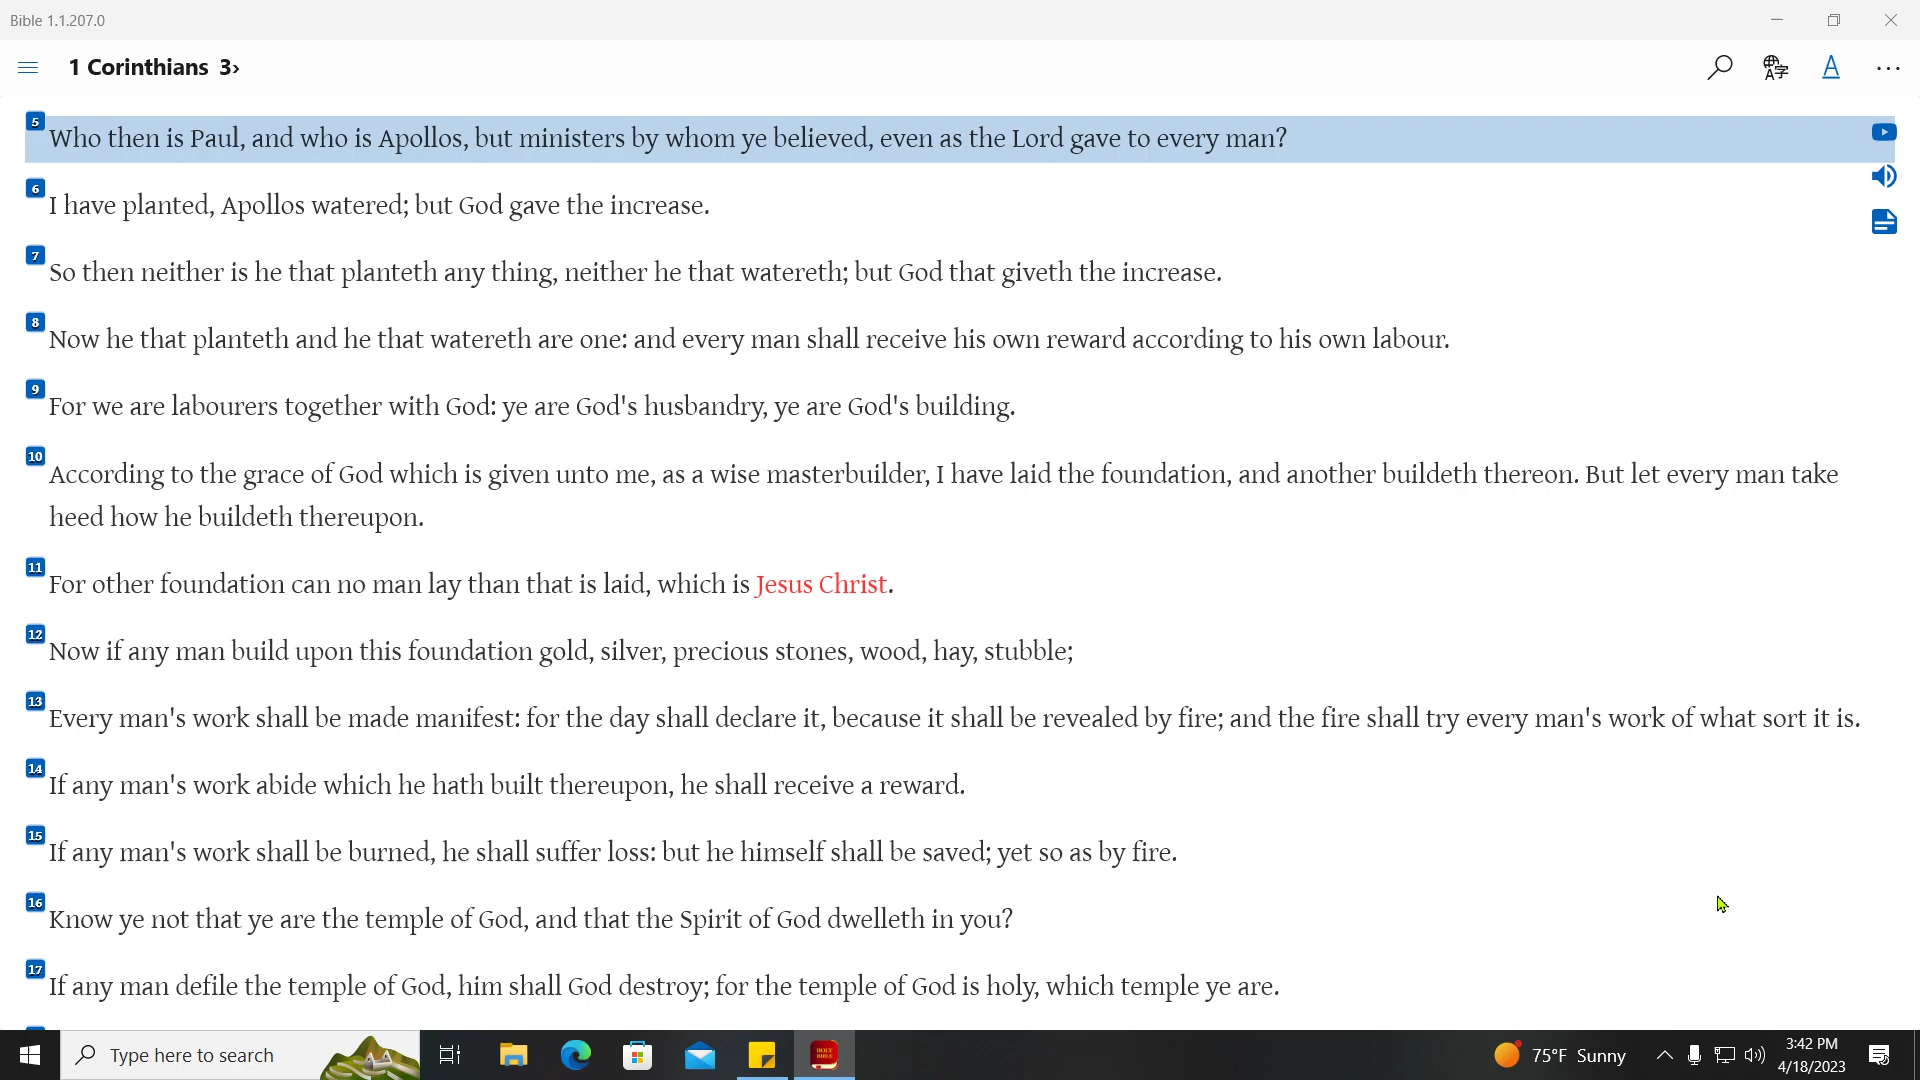 Bible 1.1.207.0
1 Corinthians 3›
5 Who then is Paul, and who is Apollos, but ministers by whom ye believed, even as the Lord gave to every man?
6 I have planted, Apollos watered; but God gave the increase.
7 So then neither is he that planteth any thing, neither he that watereth; but God that giveth the increase.
8 Now he that planteth and he that watereth are one: and every man shall receive his own reward according to his own labour.
9 For we are labourers together with God: ye are God's husbandry, ye are God's building.
10 According to the grace of God which is given unto me, as a wise masterbuilder, I have laid the foundation, and another buildeth thereon. But let every man take
heed how he buildeth thereupon.
11 For other foundation can no man lay than that is laid, which is Jesus Christ.
12 Now if any man build upon this foundation gold, silver, precious stones, wood, hay, stubble;
13 Every man's work shall be made manifest: for the day shall declare it, because it shall be revealed by fire; and the fire shall try every man's work of what sort it is.
14 If any man's work abide which he hath built thereupon, he shall receive a reward.
15 If any man's work shall be burned, he shall suffer loss: but he himself shall be saved; yet so as by fire.
16 Know ye not that ye are the temple of God, and that the Spirit of God dwelleth in you?
17 If any man defile the temple of God, him shall God destroy; for the temple of God is holy, which temple ye are.
Type here to search
HOLY
BIBLE
75°F Sunny
3:42 PM
4/18/2023